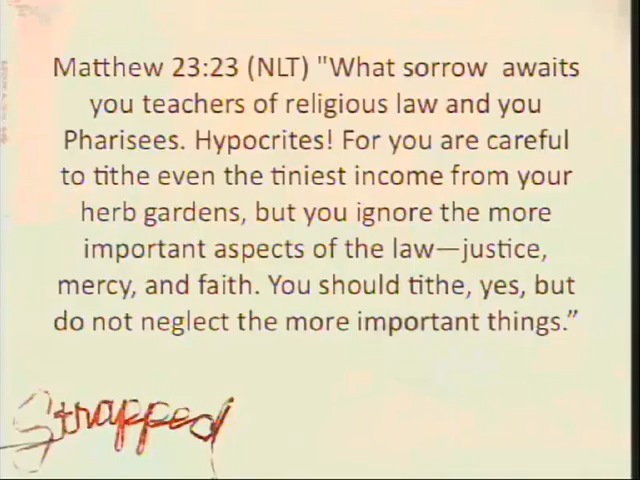 Matthew 23:23 (NLT) "What sorrow  awaits
you teachers of religious law and you
Pharisees. Hypocrites! For you are careful
to tithe even the tiniest income from your
herb gardens, but you ignore the more
important aspects of the law—justice,
mercy, and faith. You should tithe, yes, but
do not neglect the more important things.”
Strapped